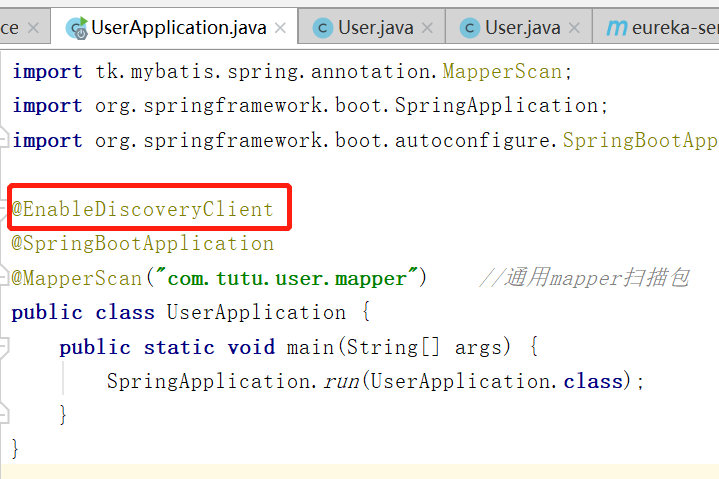 ce × UserApplication.java × User.java × User.java × eureka-se
import tk.mybatis.spring.annotation.MapperScan;
import org.springframework.boot.SpringApplication;
import org.springframework.boot.autoconfigure.SpringBootApp
@EnableDiscoveryClient
@SpringBootApplication
@MapperScan("com.tutu.user.mapper") //通用mapper扫描包
public class UserApplication {
public static void main(String[] args) {
SpringApplication.run(UserApplication.class);
}
}